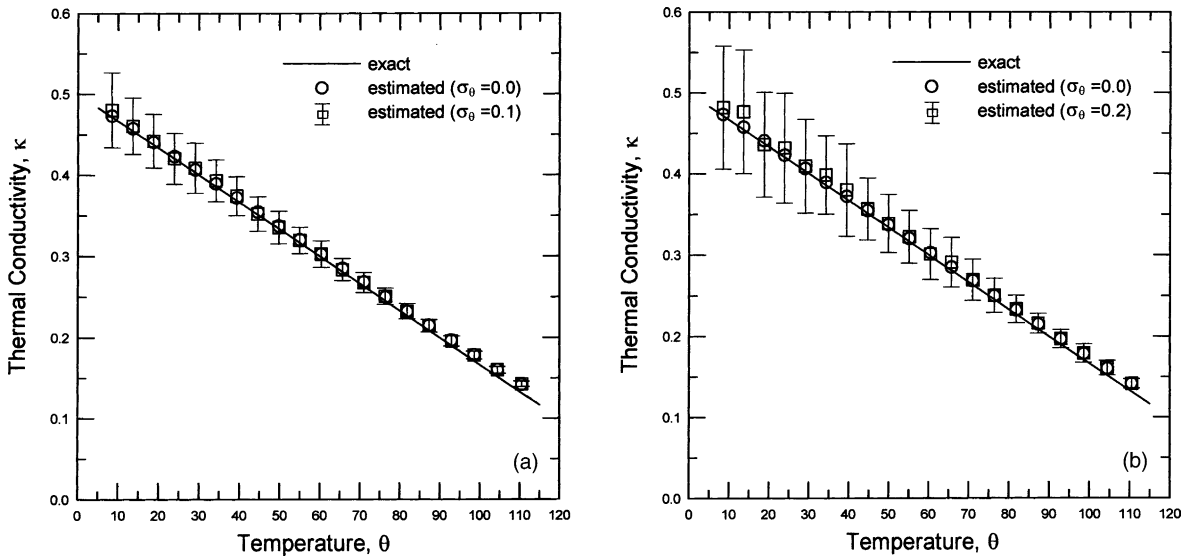 0.6
0.5
0.4
0.3
0.2
0.1
0.0
Thermal Conductivity, κ
exact
estimated (σθ =0.0)
estimated (σθ =0.1)
(a)
0 10 20 30 40 50 60 70 80 90 100 110 120
Temperature, θ
0.6
0.5
0.4
0.3
0.2
0.1
0.0
Thermal Conductivity, κ
exact
estimated (σθ =0.0)
estimated (σθ =0.2)
(b)
0 10 20 30 40 50 60 70 80 90 100 110 120
Temperature, θ